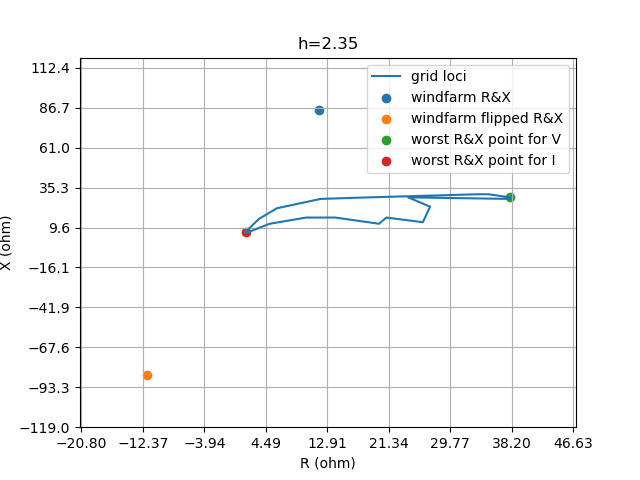 h=2.35
grid loci
windfarm R&X
windfarm flipped R&X
worst R&X point for V
worst R&X point for I
112.4
86.7
61.0
35.3
9.6
−16.1
−41.9
−67.6
−93.3
−119.0
X (ohm)
−20.80 −12.37 −3.94 4.49 12.91 21.34 29.77 38.20 46.63
R (ohm)